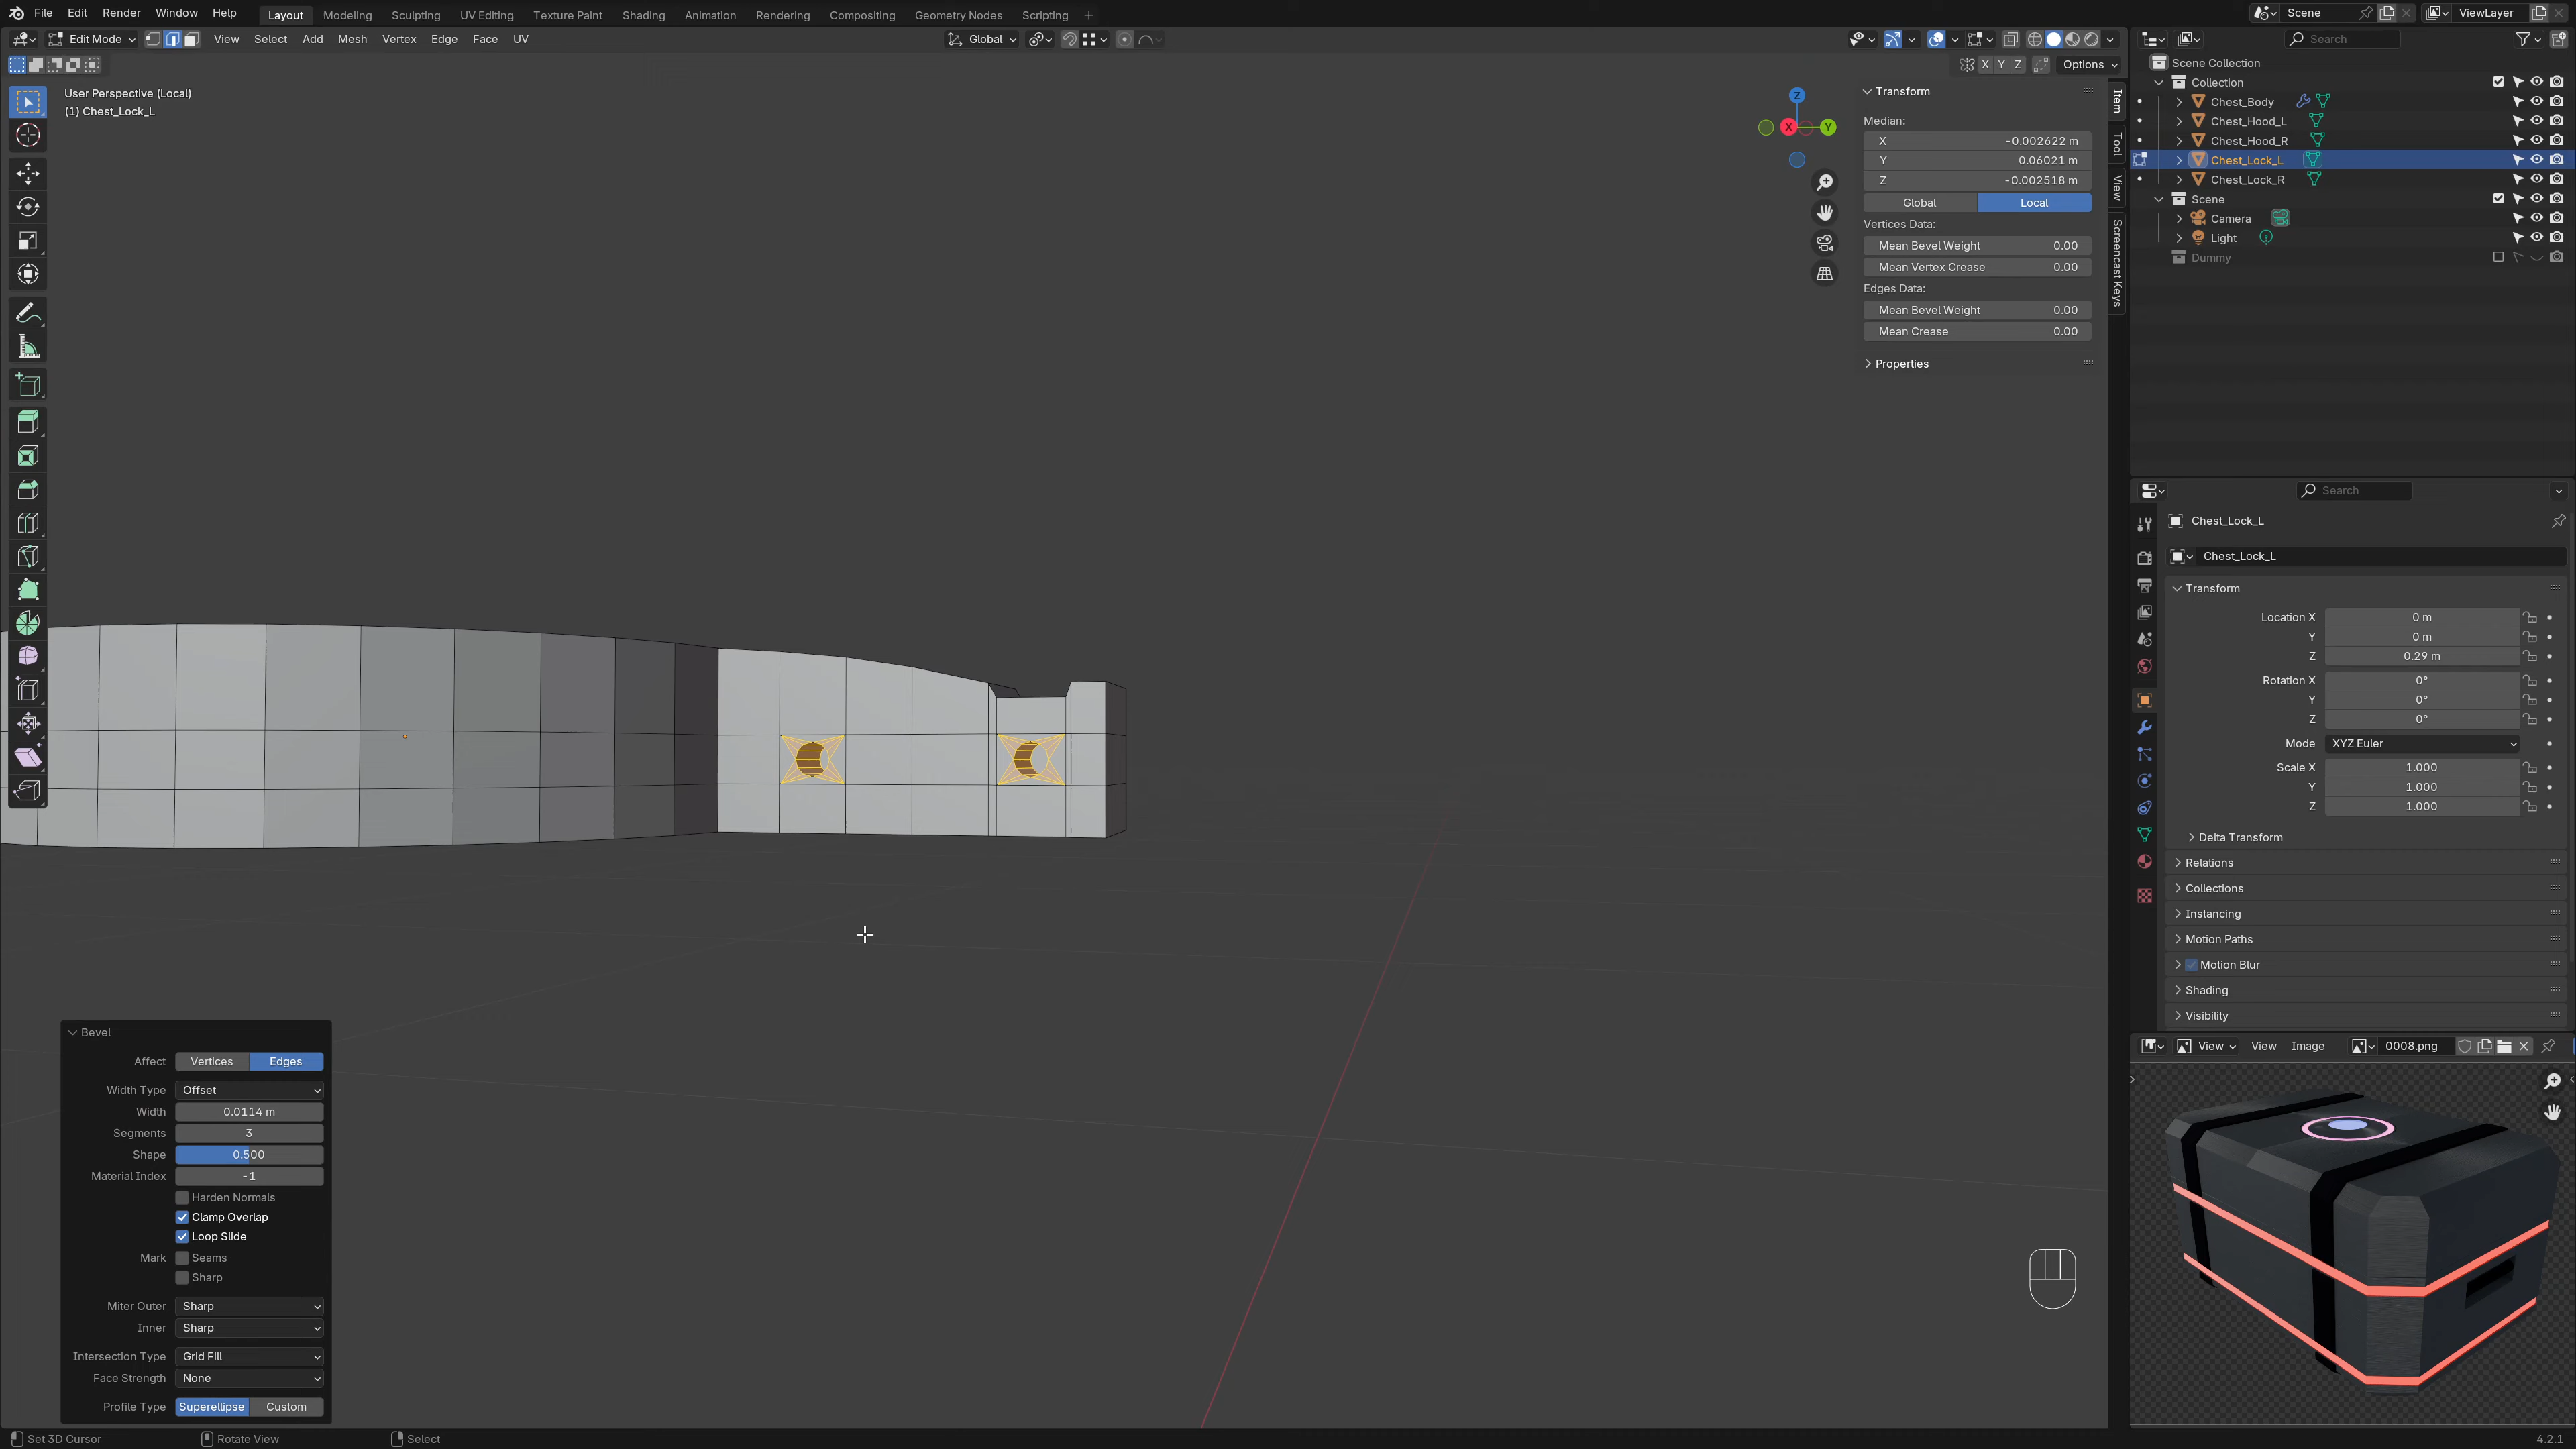 File Edit Render Window Help Layout Modeling Sculpting UV Editing Texture Paint Shading Animation Rendering Compositing Geometry Nodes Scripting
Scene
ViewLayer
Edit Mode View Select Add Mesh Vertex Edge Face UV
Global
X Y Z Options
User Perspective (Local)
(1) Chest_Lock_L
Z
X
Y
Transform
Median:
X -0.002622 m
Y 0.06021 m
Z -0.002518 m
Global Local
Vertices Data:
Mean Bevel Weight 0.00
Mean Vertex Crease 0.00
Edges Data:
Mean Bevel Weight 0.00
Mean Crease 0.00
Properties
Item
Tool
View
Screencast Keys
Search
Scene Collection
Collection
Chest_Body
Chest_Hood_L
Chest_Hood_R
Chest_Lock_L
Chest_Lock_R
Scene
Camera
Light
Dummy
Search
Chest_Lock_L
Chest_Lock_L
Transform
Location X 0 m
Y 0 m
Z 0.29 m
Rotation X 0°
Y 0°
Z 0°
Mode XYZ Euler
Scale X 1.000
Y 1.000
Z 1.000
Delta Transform
Relations
Collections
Instancing
Motion Paths
Motion Blur
Shading
Visibility
View View Image 0008.png
Bevel
Affect Vertices Edges
Width Type Offset
Width 0.0114 m
Segments 3
Shape 0.500
Material Index -1
Harden Normals
Clamp Overlap
Loop Slide
Mark Seams
Sharp
Miter Outer Sharp
Inner Sharp
Intersection Type Grid Fill
Face Strength None
Profile Type Superellipse Custom
Set 3D Cursor Rotate View Select
4.2.1